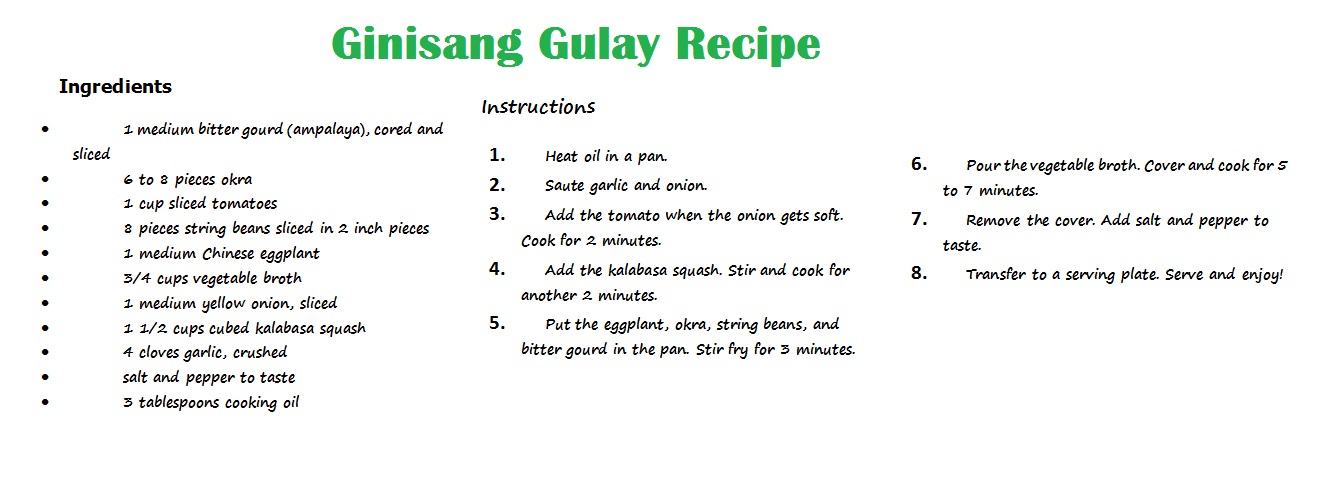 Ginisang Gulay Recipe
Ingredients
• 1 medium bitter gourd (ampalaya), cored and
sliced
• 6 to 8 pieces okra
• 1 cup sliced tomatoes
• 8 pieces string beans sliced in 2 inch pieces
• 1 medium Chinese eggplant
• 3/4 cups vegetable broth
• 1 medium yellow onion, sliced
• 1 1/2 cups cubed kalabasa squash
• 4 cloves garlic, crushed
• salt and pepper to taste
• 3 tablespoons cooking oil
Instructions
1. Heat oil in a pan.
2. Saute garlic and onion.
3. Add the tomato when the onion gets soft.
Cook for 2 minutes.
4. Add the kalabasa squash. Stir and cook for
another 2 minutes.
5. Put the eggplant, okra, string beans, and
bitter gourd in the pan. Stir fry for 3 minutes.
6. Pour the vegetable broth. Cover and cook for 5
to 7 minutes.
7. Remove the cover. Add salt and pepper to
taste.
8. Transfer to a serving plate. Serve and enjoy!